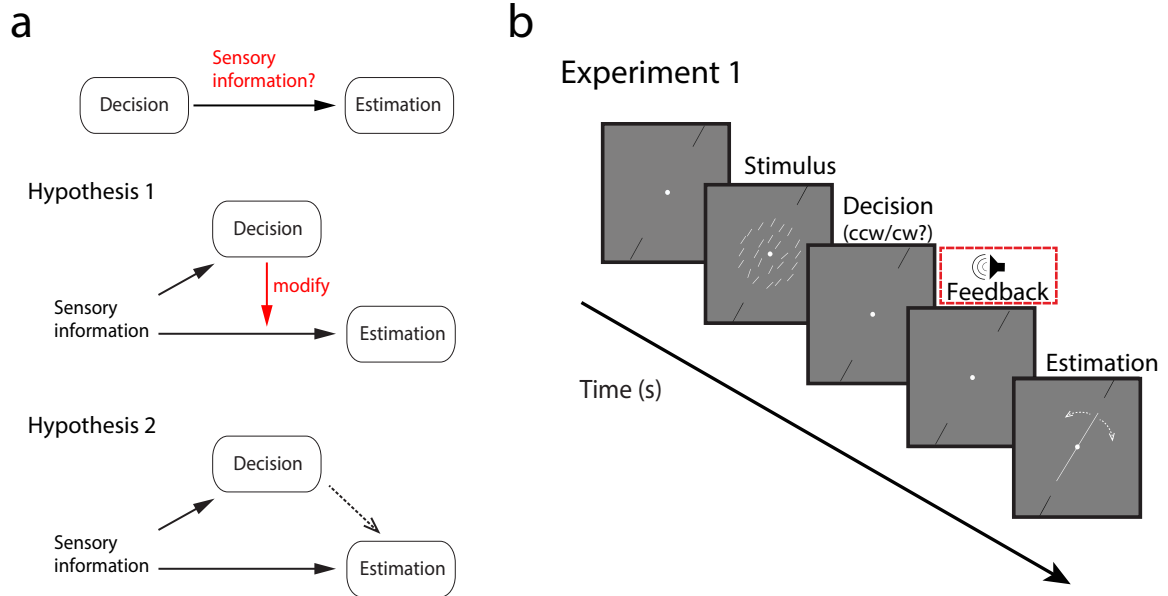 a
Sensory
information?
Decision
Estimation
Hypothesis 1
Decision
modify
Sensory
information
Estimation
Hypothesis 2
Decision
Sensory
information
Estimation
b
Experiment 1
Stimulus
Decision
(ccw/cw?)
Feedback
Estimation
Time (s)